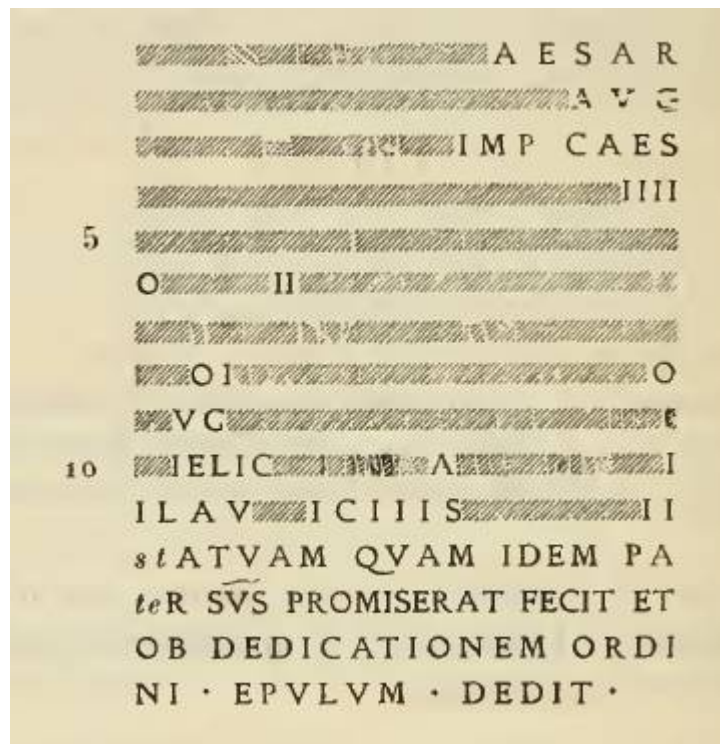 AESAR
AVG
IMP CAES
IIII
5
O II
OI O
VC
10 IELIC A I
ILAV ICIIIS II
stATVAM QVAM IDEM PA
teR SVS PROMISERAT FECIT ET
OB DEDICATIONEM ORDI
NI · EPVLVM · DEDIT ·